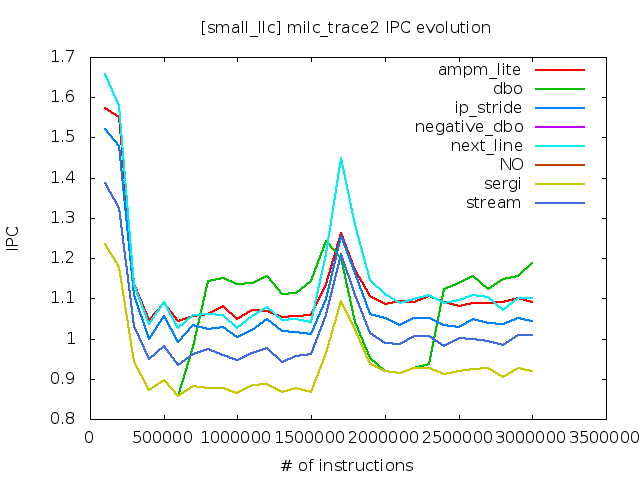 [small_llc] milc_trace2 IPC evolution
1.7
1.6
1.5
1.4
1.3
1.2
1.1
1
0.9
0.8
IPC
ampm_lite
dbo
ip_stride
negative_dbo
next_line
NO
sergi
stream
0 500000 1000000 1500000 2000000 2500000 3000000 3500000
# of instructions